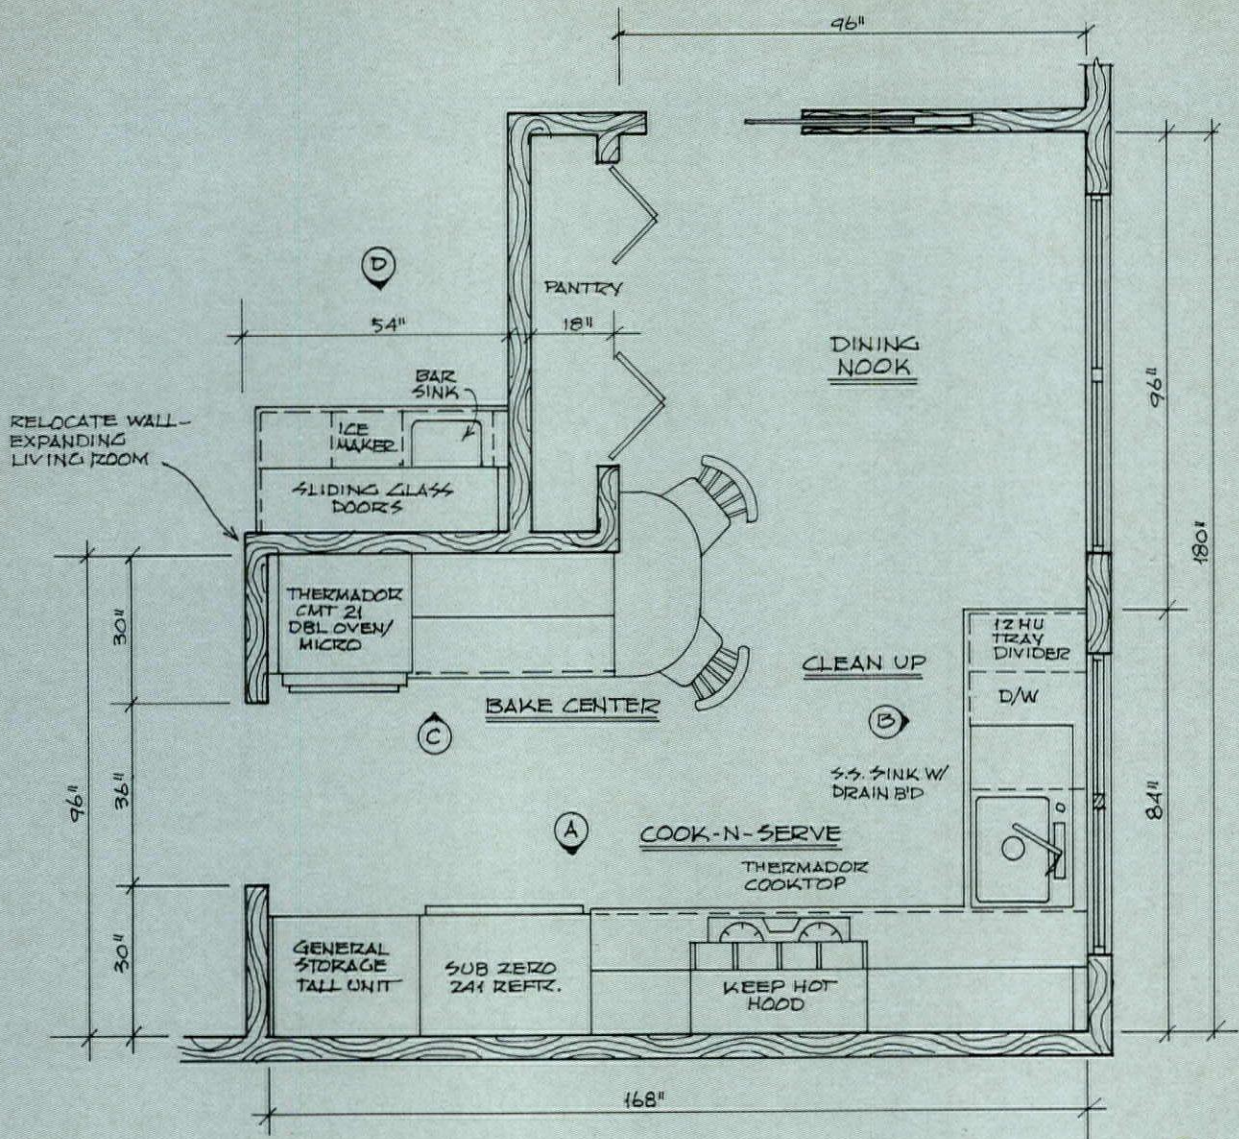 96"
D
PANTRY
54"
18"
DINING
NOOK
BAR
SINK
96"
RELOCATE WALL-
EXPANDING
LIVING ROOM
ICE
MAKER
SLIDING GLASS
DOORS
180"
30"
THERMADOR
CMT 21
DBL OVEN/
MICRO
12 HU
TRAY
DIVIDER
CLEAN UP
D/W
BAKE CENTER
B
C
36"
96"
S.S. SINK W/
DRAIN B'D
84"
A
COOK-N-SERVE
THERMADOR
COOKTOP
30"
GENERAL
STORAGE
TALL UNIT
SUB ZERO
241 REFR.
KEEP HOT
HOOD
168"